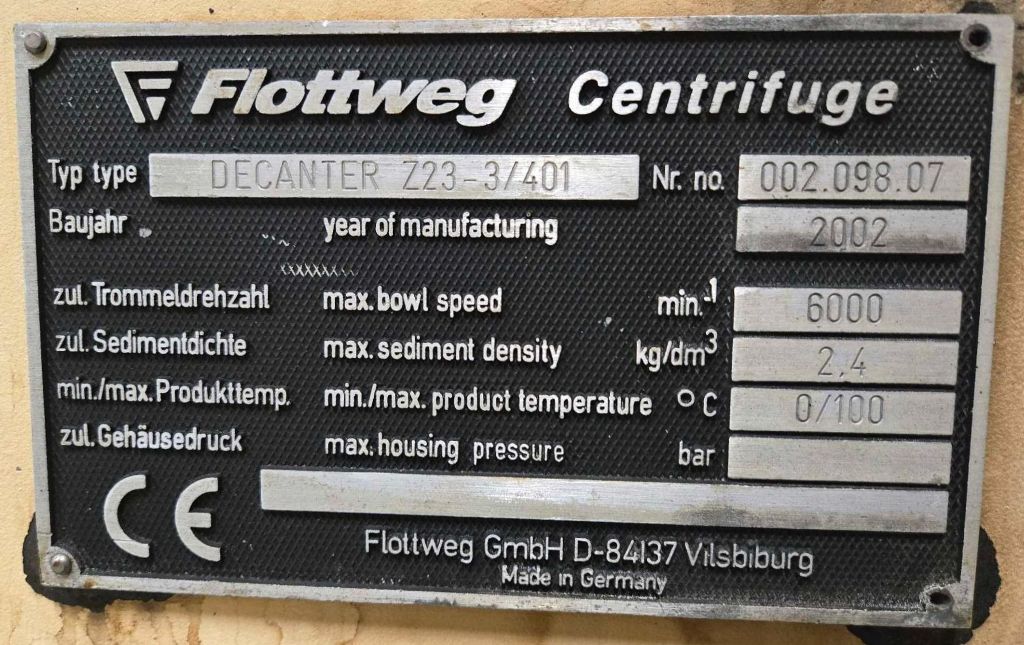 Flottweg Centrifuge
Typ type DECANTER Z23-3/401 Nr. no. 002.098.07
Baujahr year of manufacturing 2002
zul. Trommeldrehzahl max. bowl speed min.-1 6000
zul. Sedimentdichte max. sediment density kg/dm3 2,4
min./max. Produkttemp. min./max. product temperature °C 0/100
zul. Gehäusedruck max. housing pressure bar
CE
Flottweg GmbH D-84137 Vilsbiburg
Made in Germany